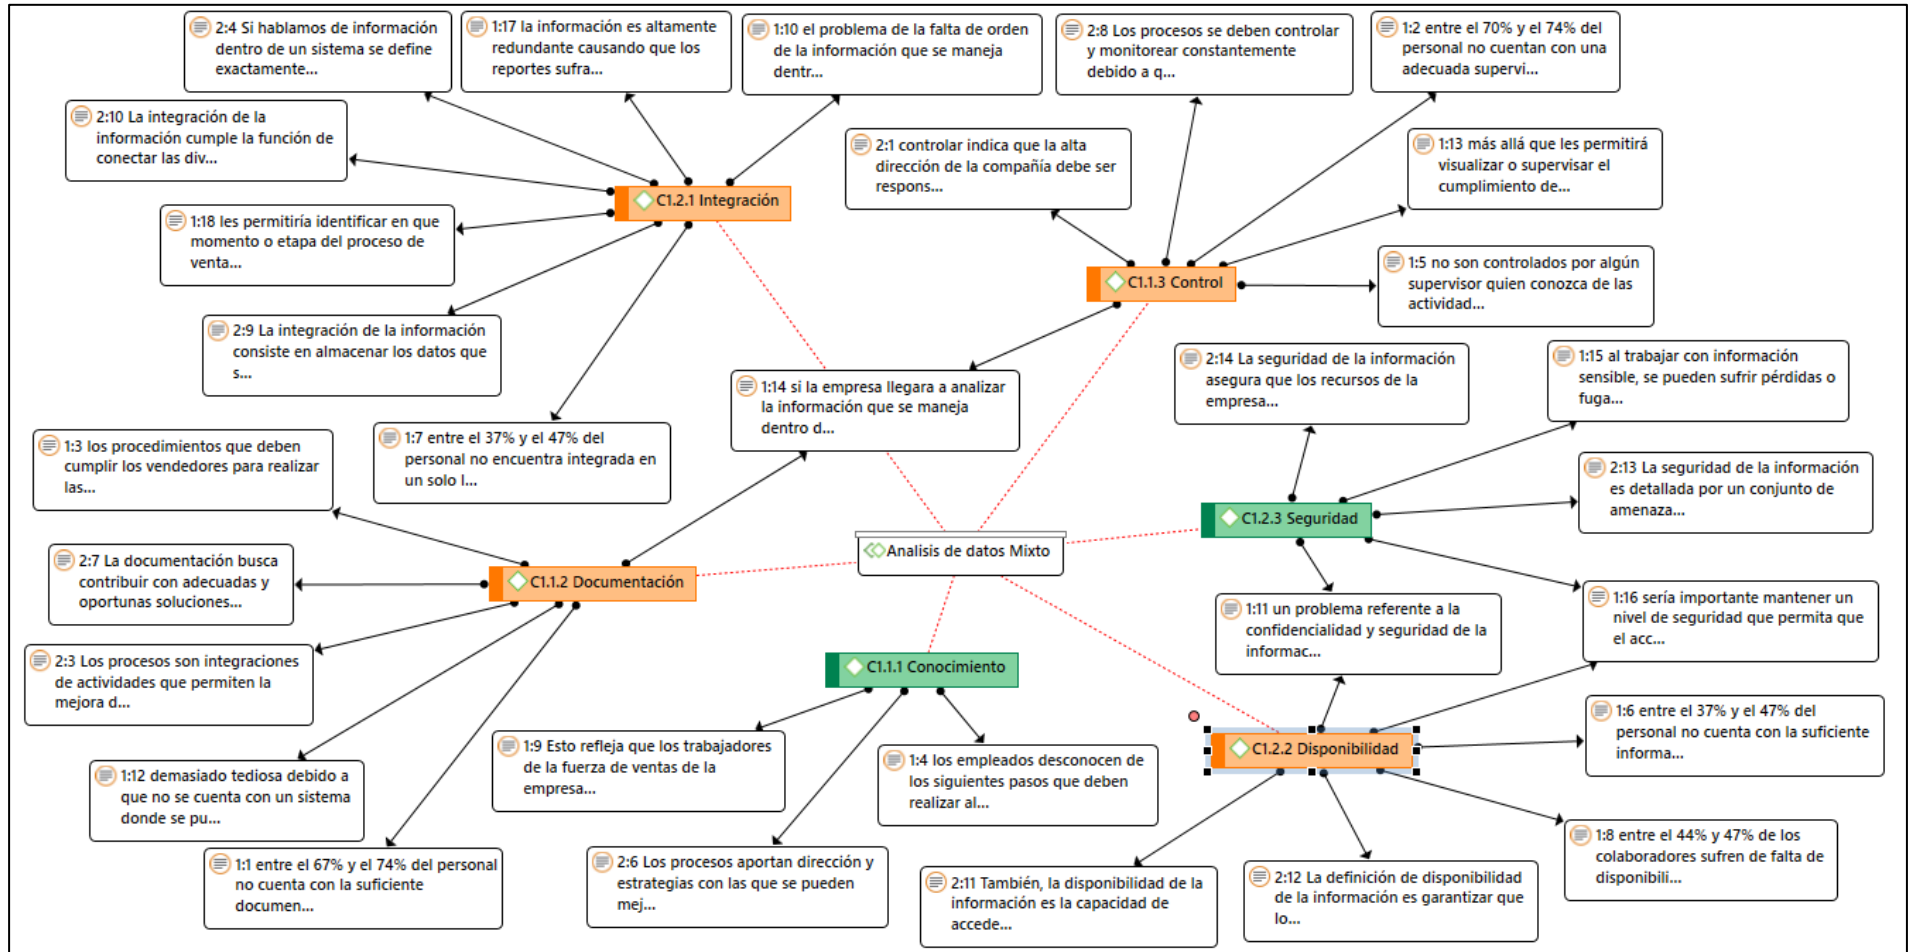 2:4 Si hablamos de información
dentro de un sistema se define
exactamente...
1:17 la información es altamente
redundante causando que los
reportes sufra...
1:10 el problema de la falta de orden
de la información que se maneja
dentr...
2:8 Los procesos se deben controlar
y monitorear constantemente
debido a q...
1:2 entre el 70% y el 74% del
personal no cuentan con una
adecuada supervi...
2:10 La integración de la
información cumple la función de
conectar las div...
2:1 controlar indica que la alta
dirección de la compañía debe ser
respons...
1:13 más allá que les permitirá
visualizar o supervisar el
cumplimiento de...
C1.2.1 Integración
1:18 les permitiría identificar en que
momento o etapa del proceso de
venta...
C1.1.3 Control
1:5 no son controlados por algún
supervisor quien conozca de las
actividad...
2:9 La integración de la información
consiste en almacenar los datos que
s...
1:14 si la empresa llegara a analizar
la información que se maneja
dentro d...
2:14 La seguridad de la información
asegura que los recursos de la
empresa...
1:15 al trabajar con información
sensible, se pueden sufrir pérdidas o
fuga...
1:3 los procedimientos que deben
cumplir los vendedores para realizar
las...
1:7 entre el 37% y el 47% del
personal no encuentra integrada en
un solo l...
2:13 La seguridad de la información
es detallada por un conjunto de
amenaza...
C1.2.3 Seguridad
Analisis de datos Mixto
2:7 La documentación busca
contribuir con adecuadas y
oportunas soluciones...
C1.1.2 Documentación
1:11 un problema referente a la
confidencialidad y seguridad de la
informac...
1:16 sería importante mantener un
nivel de seguridad que permita que
el acc...
2:3 Los procesos son integraciones
de actividades que permiten la
mejora d...
C1.1.1 Conocimiento
1:6 entre el 37% y el 47% del
personal no cuenta con la suficiente
informa...
C1.2.2 Disponibilidad
1:9 Esto refleja que los trabajadores
de la fuerza de ventas de la
empresa...
1:4 los empleados desconocen de
los siguientes pasos que deben
realizar al...
1:12 demasiado tediosa debido a
que no se cuenta con un sistema
donde se pu...
1:8 entre el 44% y 47% de los
colaboradores sufren de falta de
disponibili...
1:1 entre el 67% y el 74% del personal
no cuenta con la suficiente
documen...
2:6 Los procesos aportan dirección y
estrategias con las que se pueden
mej...
2:11 También, la disponibilidad de la
información es la capacidad de
accede...
2:12 La definición de disponibilidad
de la información es garantizar que
lo...